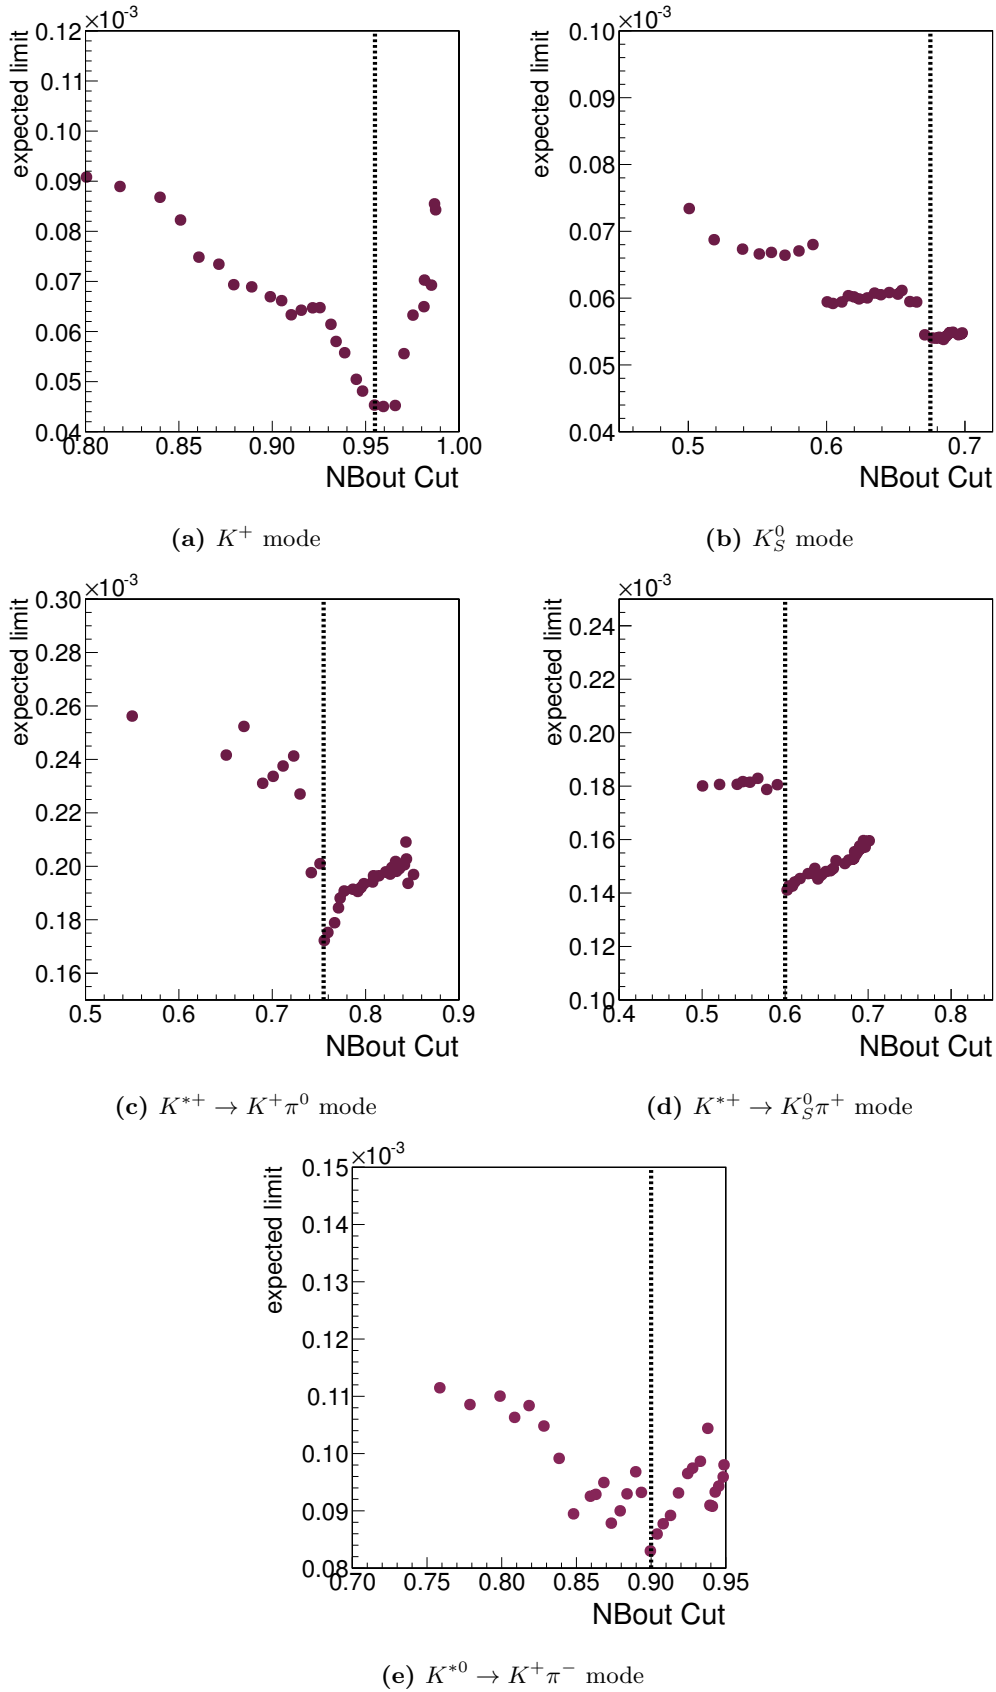 ×10⁻³
expected limit
0.12
0.11
0.10
0.09
0.08
0.07
0.06
0.05
0.04
0.80 0.85 0.90 0.95 1.00
NBout Cut
(a) K⁺ mode
×10⁻³
expected limit
0.10
0.09
0.08
0.07
0.06
0.05
0.04
0.5 0.6 0.7
NBout Cut
(b) K_S^0 mode
×10⁻³
expected limit
0.30
0.28
0.26
0.24
0.22
0.20
0.18
0.16
0.5 0.6 0.7 0.8 0.9
NBout Cut
(c) K*⁺ → K⁺π⁰ mode
×10⁻³
expected limit
0.24
0.22
0.20
0.18
0.16
0.14
0.12
0.10
0.4 0.5 0.6 0.7 0.8
NBout Cut
(d) K*⁺ → K_S^0π⁺ mode
×10⁻³
expected limit
0.15
0.14
0.13
0.12
0.11
0.10
0.09
0.08
0.70 0.75 0.80 0.85 0.90 0.95
NBout Cut
(e) K*⁰ → K⁺π⁻ mode